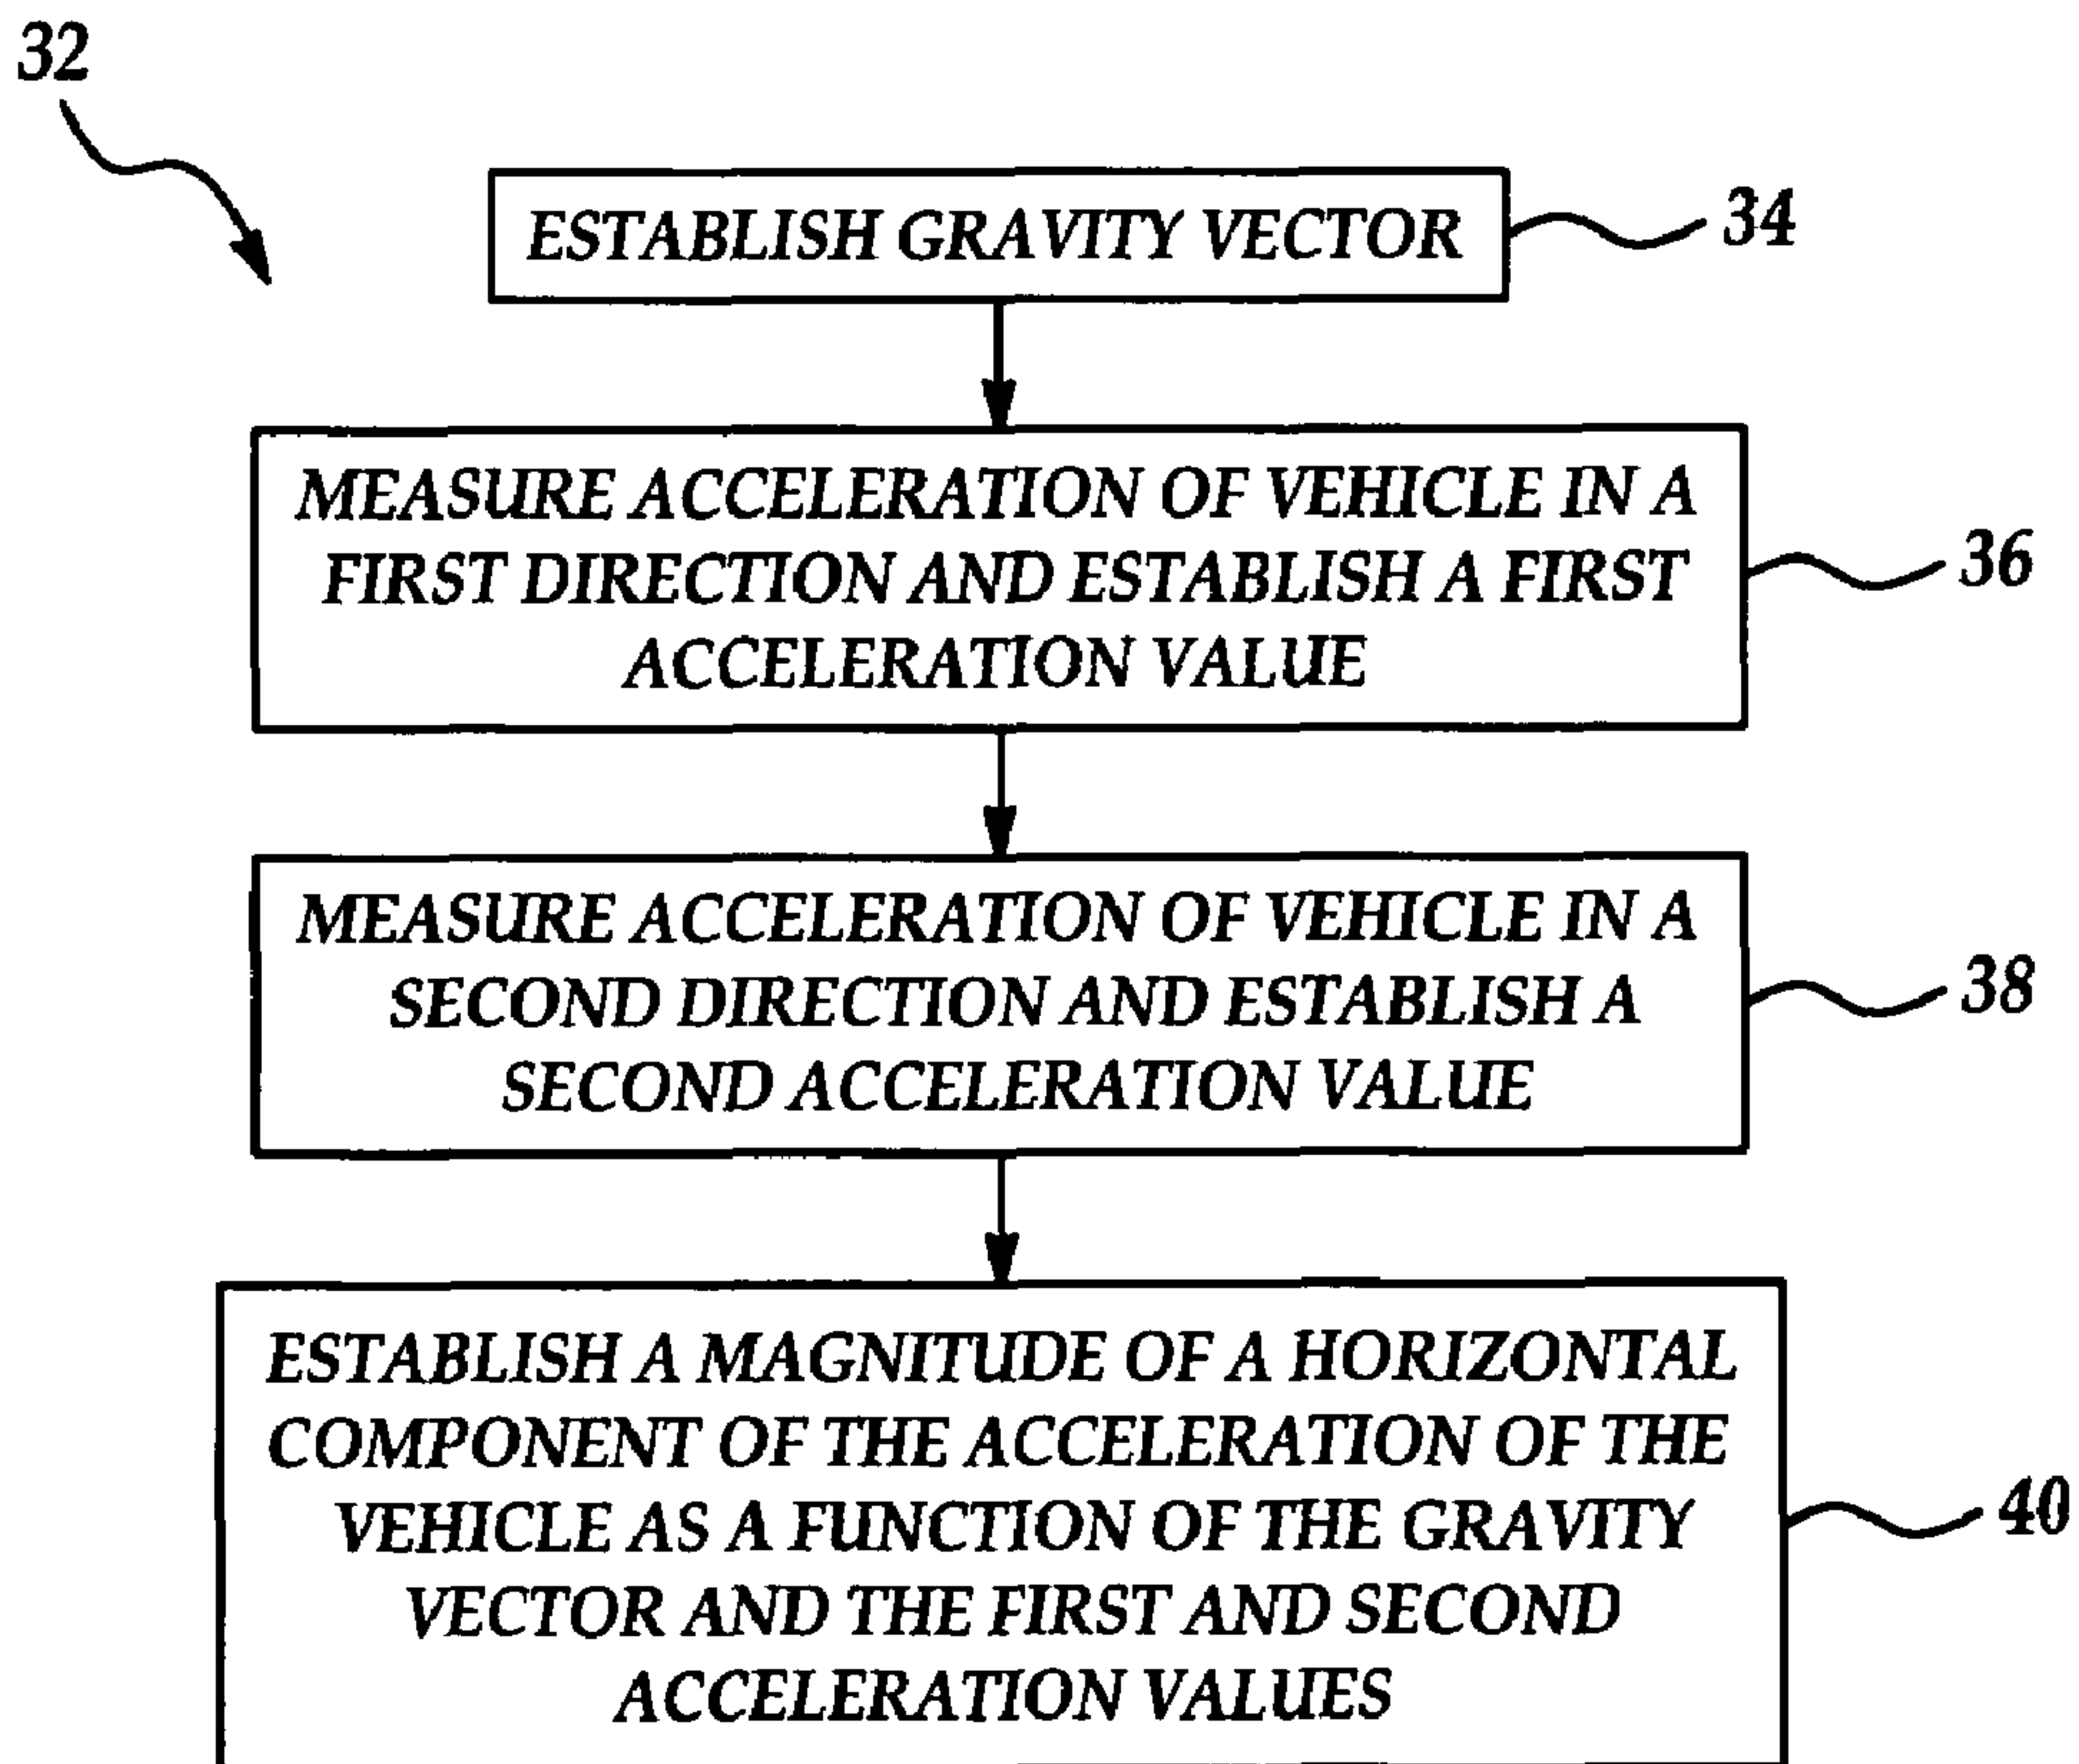 32
ESTABLISH GRAVITY VECTOR
34
MEASURE ACCELERATION OF VEHICLE IN A
FIRST DIRECTION AND ESTABLISH A FIRST
ACCELERATION VALUE
36
MEASURE ACCELERATION OF VEHICLE IN A
SECOND DIRECTION AND ESTABLISH A
SECOND ACCELERATION VALUE
38
ESTABLISH A MAGNITUDE OF A HORIZONTAL
COMPONENT OF THE ACCELERATION OF THE
VEHICLE AS A FUNCTION OF THE GRAVITY
VECTOR AND THE FIRST AND SECOND
ACCELERATION VALUES
40